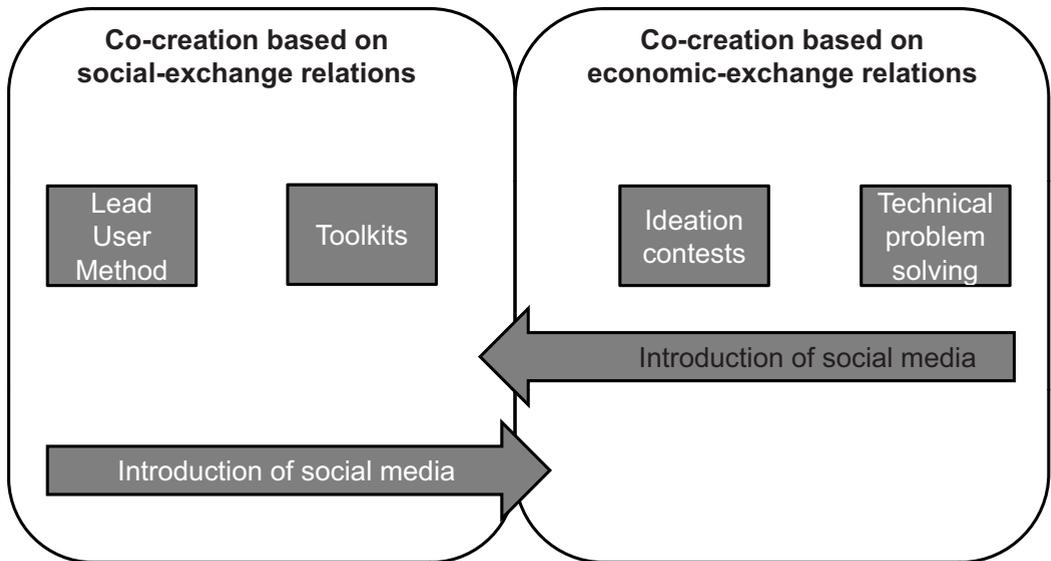 Co-creation based on
social-exchange relations
Co-creation based on
economic-exchange relations
Lead
User
Method
Toolkits
Ideation
contests
Technical
problem
solving
Introduction of social media
Introduction of social media